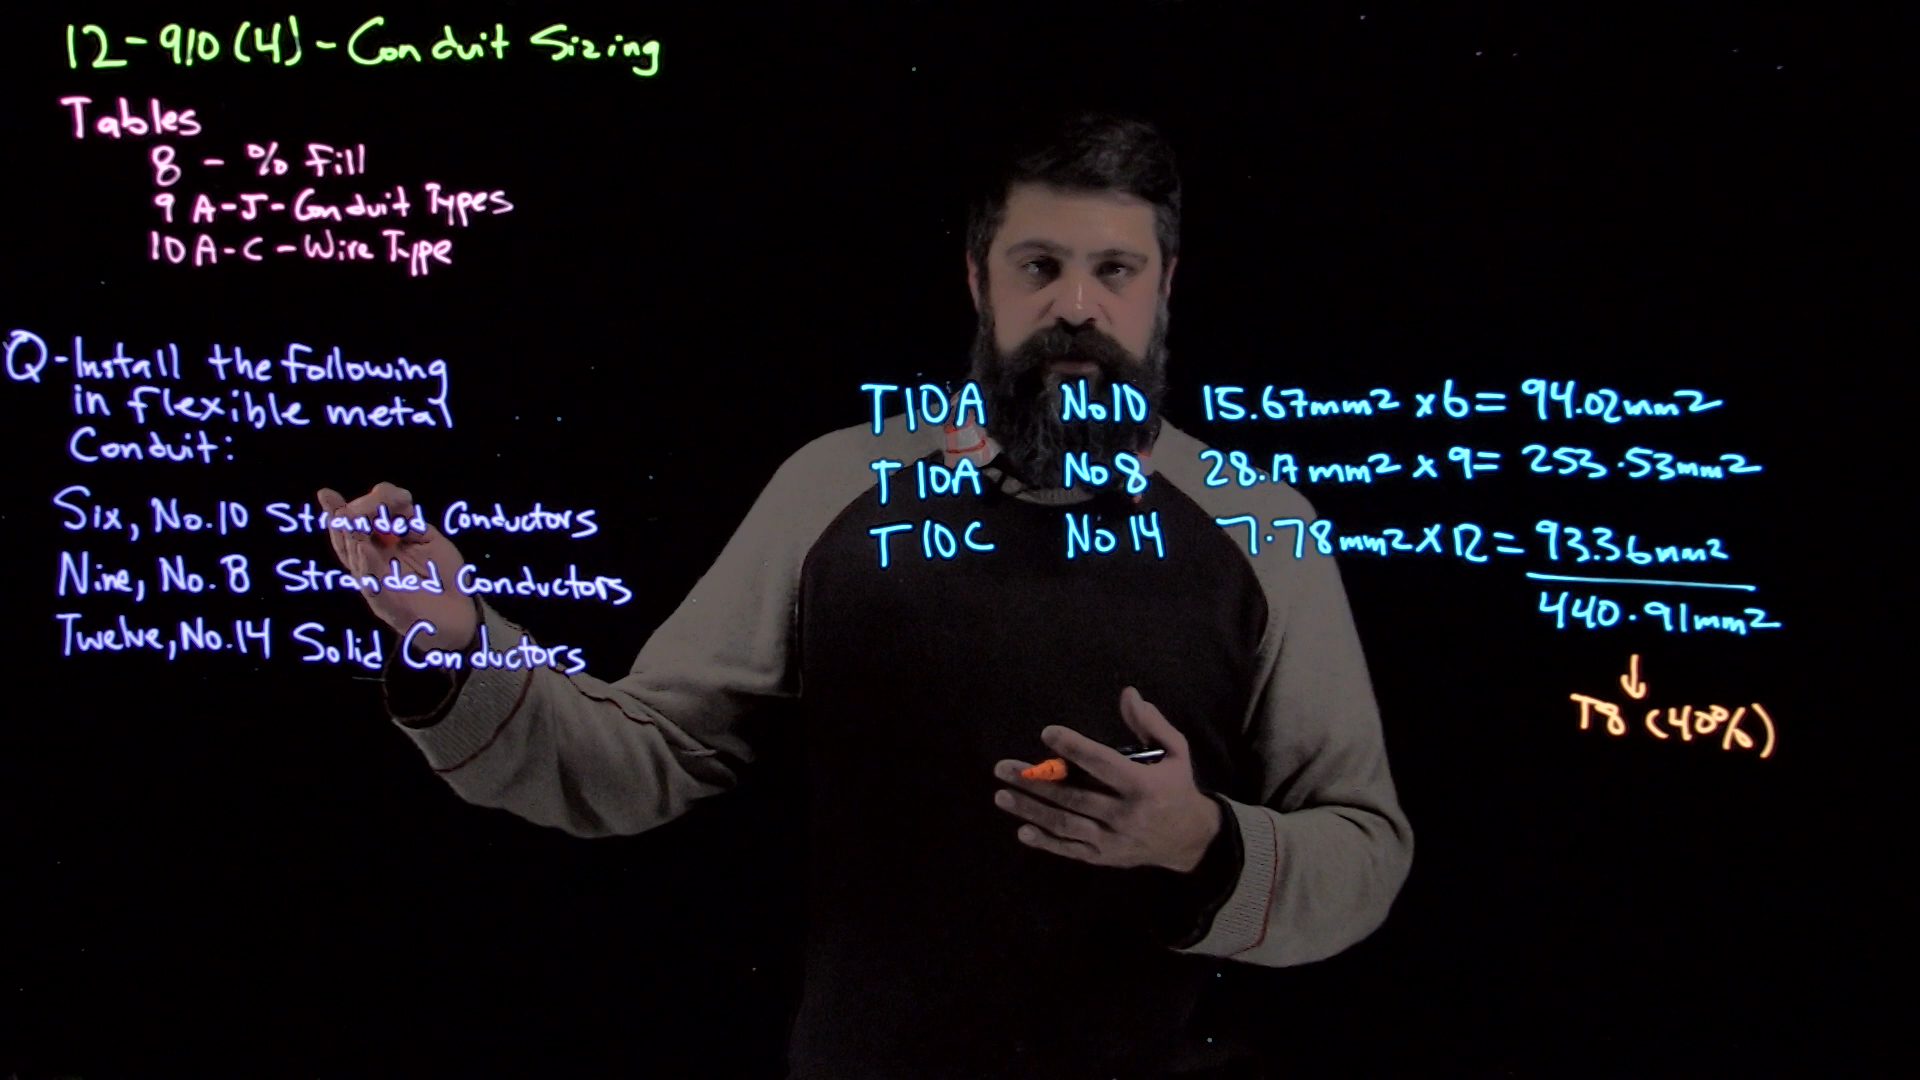 12-910(4) - Conduit Sizing
Tables
8 - % Fill
9 A-J - Conduit Types
10 A-C - Wire Type
Q - Install the following
in flexible metal
Conduit:
Six, No.10 Stranded Conductors
Nine, No.8 Stranded Conductors
Twelve, No.14 Solid Conductors
T10A No10 15.67mm2 x6 = 94.02mm2
T10A No8 28.17mm2 x 9= 253.53mm2
T10C No14 7.78mm2 X12 = 93.36mm2
440.91mm2
↓
T8 (40%)